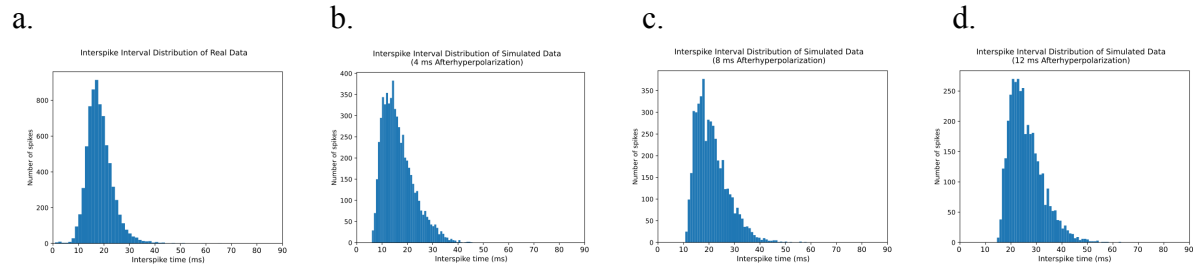 a.
Interspike Interval Distribution of Real Data
Number of spikes
800
600
400
200
0
0 10 20 30 40 50 60 70 80 90
Interspike time (ms)
b.
Interspike Interval Distribution of Simulated Data
(4 ms Afterhyperpolarization)
Number of spikes
400
350
300
250
200
150
100
50
0
0 10 20 30 40 50 60 70 80 90
Interspike time (ms)
c.
Interspike Interval Distribution of Simulated Data
(8 ms Afterhyperpolarization)
Number of spikes
350
300
250
200
150
100
50
0
0 10 20 30 40 50 60 70 80 90
Interspike time (ms)
d.
Interspike Interval Distribution of Simulated Data
(12 ms Afterhyperpolarization)
Number of spikes
250
200
150
100
50
0
0 10 20 30 40 50 60 70 80 90
Interspike time (ms)